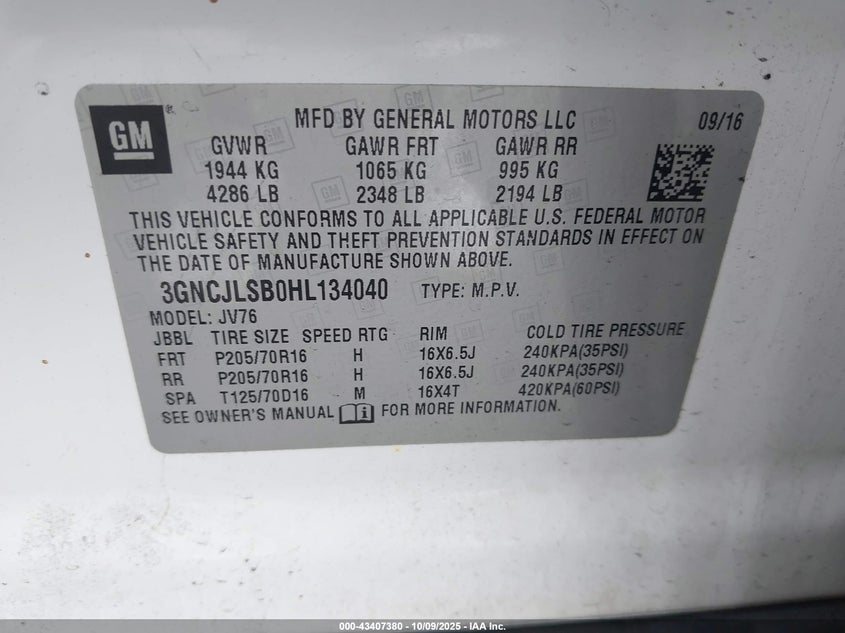 GM
MFD BY GENERAL MOTORS LLC 09/16
GVWR GAWR FRT GAWR RR
1944 KG 1065 KG 995 KG
4286 LB 2348 LB 2194 LB
THIS VEHICLE CONFORMS TO ALL APPLICABLE U.S. FEDERAL MOTOR
VEHICLE SAFETY AND THEFT PREVENTION STANDARDS IN EFFECT ON
THE DATE OF MANUFACTURE SHOWN ABOVE.
3GNCJLSB0HL134040 TYPE: M.P.V.
MODEL: JV76
JBBL TIRE SIZE SPEED RTG RIM COLD TIRE PRESSURE
FRT P205/70R16 H 16X6.5J 240KPA(35PSI)
RR P205/70R16 H 16X6.5J 240KPA(35PSI)
SPA T125/70D16 M 16X4T 420KPA(60PSI)
SEE OWNER'S MANUAL i FOR MORE INFORMATION.
000-43407380 - 10/09/2025 - IAA Inc.